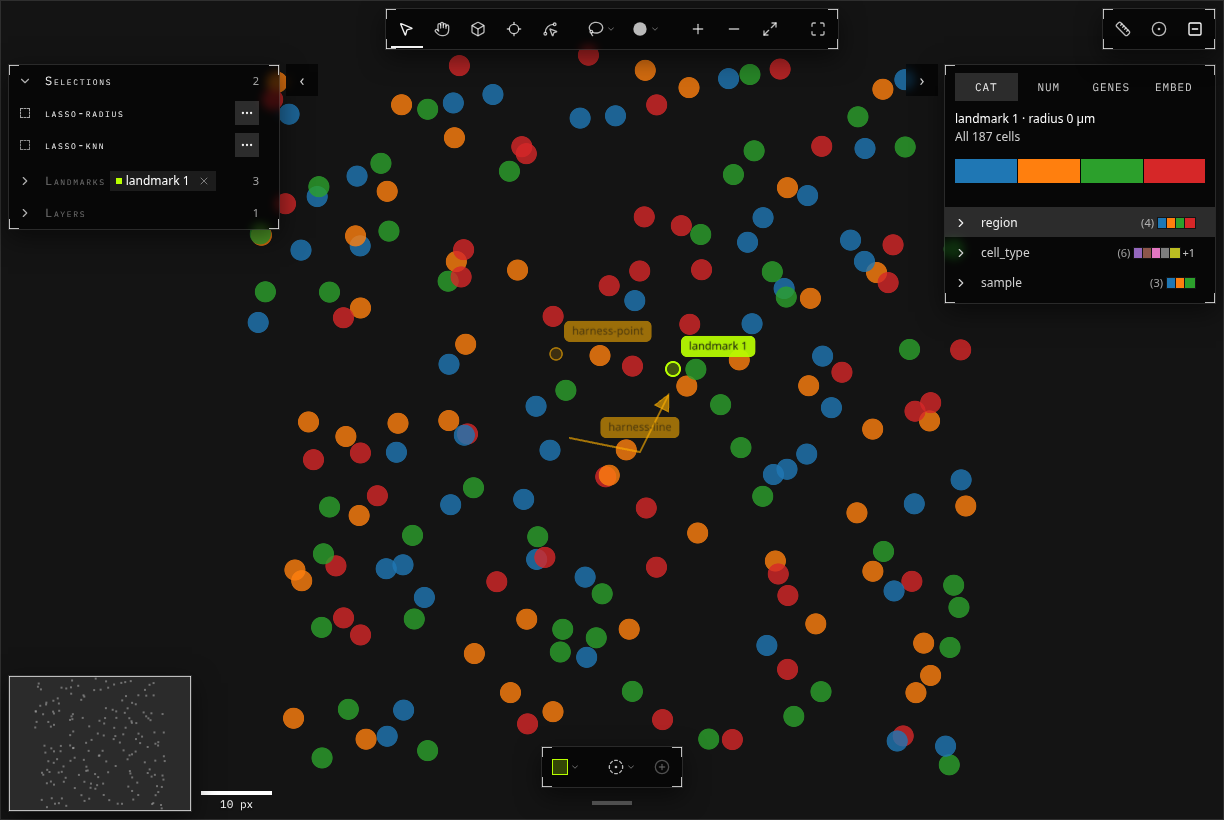 Selections 2
LASSO-RADIUS
LASSO-KNN
Landmarks landmark 1 3
Layers 1
CAT NUM GENES EMBED
landmark 1 · radius 0 μm
All 187 cells
region (4)
cell_type (6) +1
sample (3)
harness-point
landmark 1
harness-line
10 px